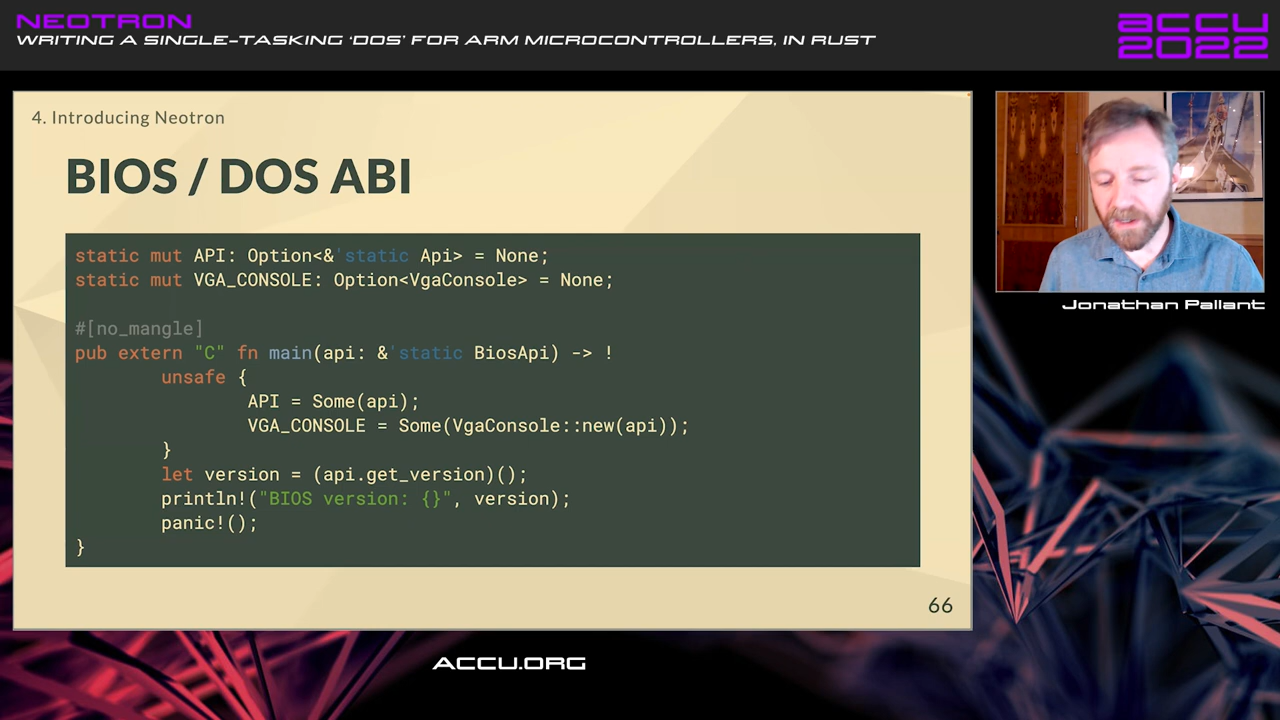 NEOTRON
WRITING A SINGLE-TASKING 'DOS' FOR ARM MICROCONTROLLERS, IN RUST
ACCU
2022
4. Introducing Neotron
BIOS / DOS ABI
static mut API: Option<&'static Api> = None;
static mut VGA_CONSOLE: Option<VgaConsole> = None;
#[no_mangle]
pub extern "C" fn main(api: &'static BiosApi) -> !
unsafe {
API = Some(api);
VGA_CONSOLE = Some(VgaConsole::new(api));
}
let version = (api.get_version)();
println!("BIOS version: {}", version);
panic!();
}
66
Jonathan Pallant
ACCU.ORG